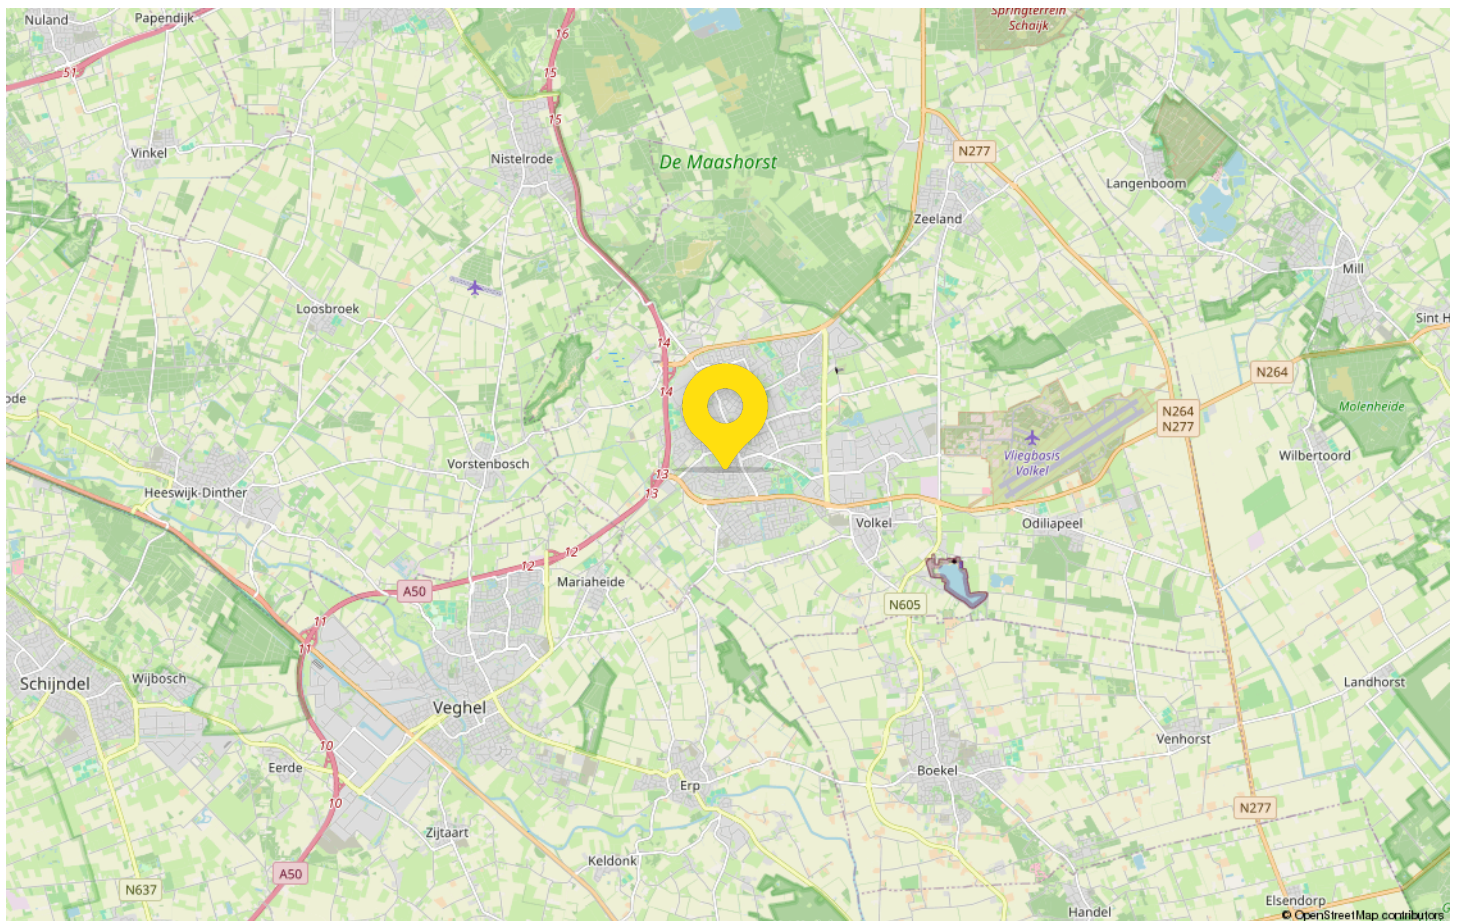 Nuland
Papendijk
16
Springterrein
Schaijk
51
15
15
Vinkel
Nistelrode
De Maashorst
N277
Langenboom
Zeeland
Mill
Loosbroek
Sint H
14
14
N264
ode
Molenheide
N264
N277
Vliegbasis
Volkel
Wilbertoord
Vorstenbosch
13
13
Heeswijk-Dinther
Volkel
Odiliapeel
12
12
Mariaheide
A50
N605
11
11
Schijndel
Wijbosch
Landhorst
Veghel
Venhorst
10
Eerde
Boekel
Erp
10
N277
Zijtaart
Keldonk
A50
N637
Elsendorp
Handel
© OpenStreetMap contributors